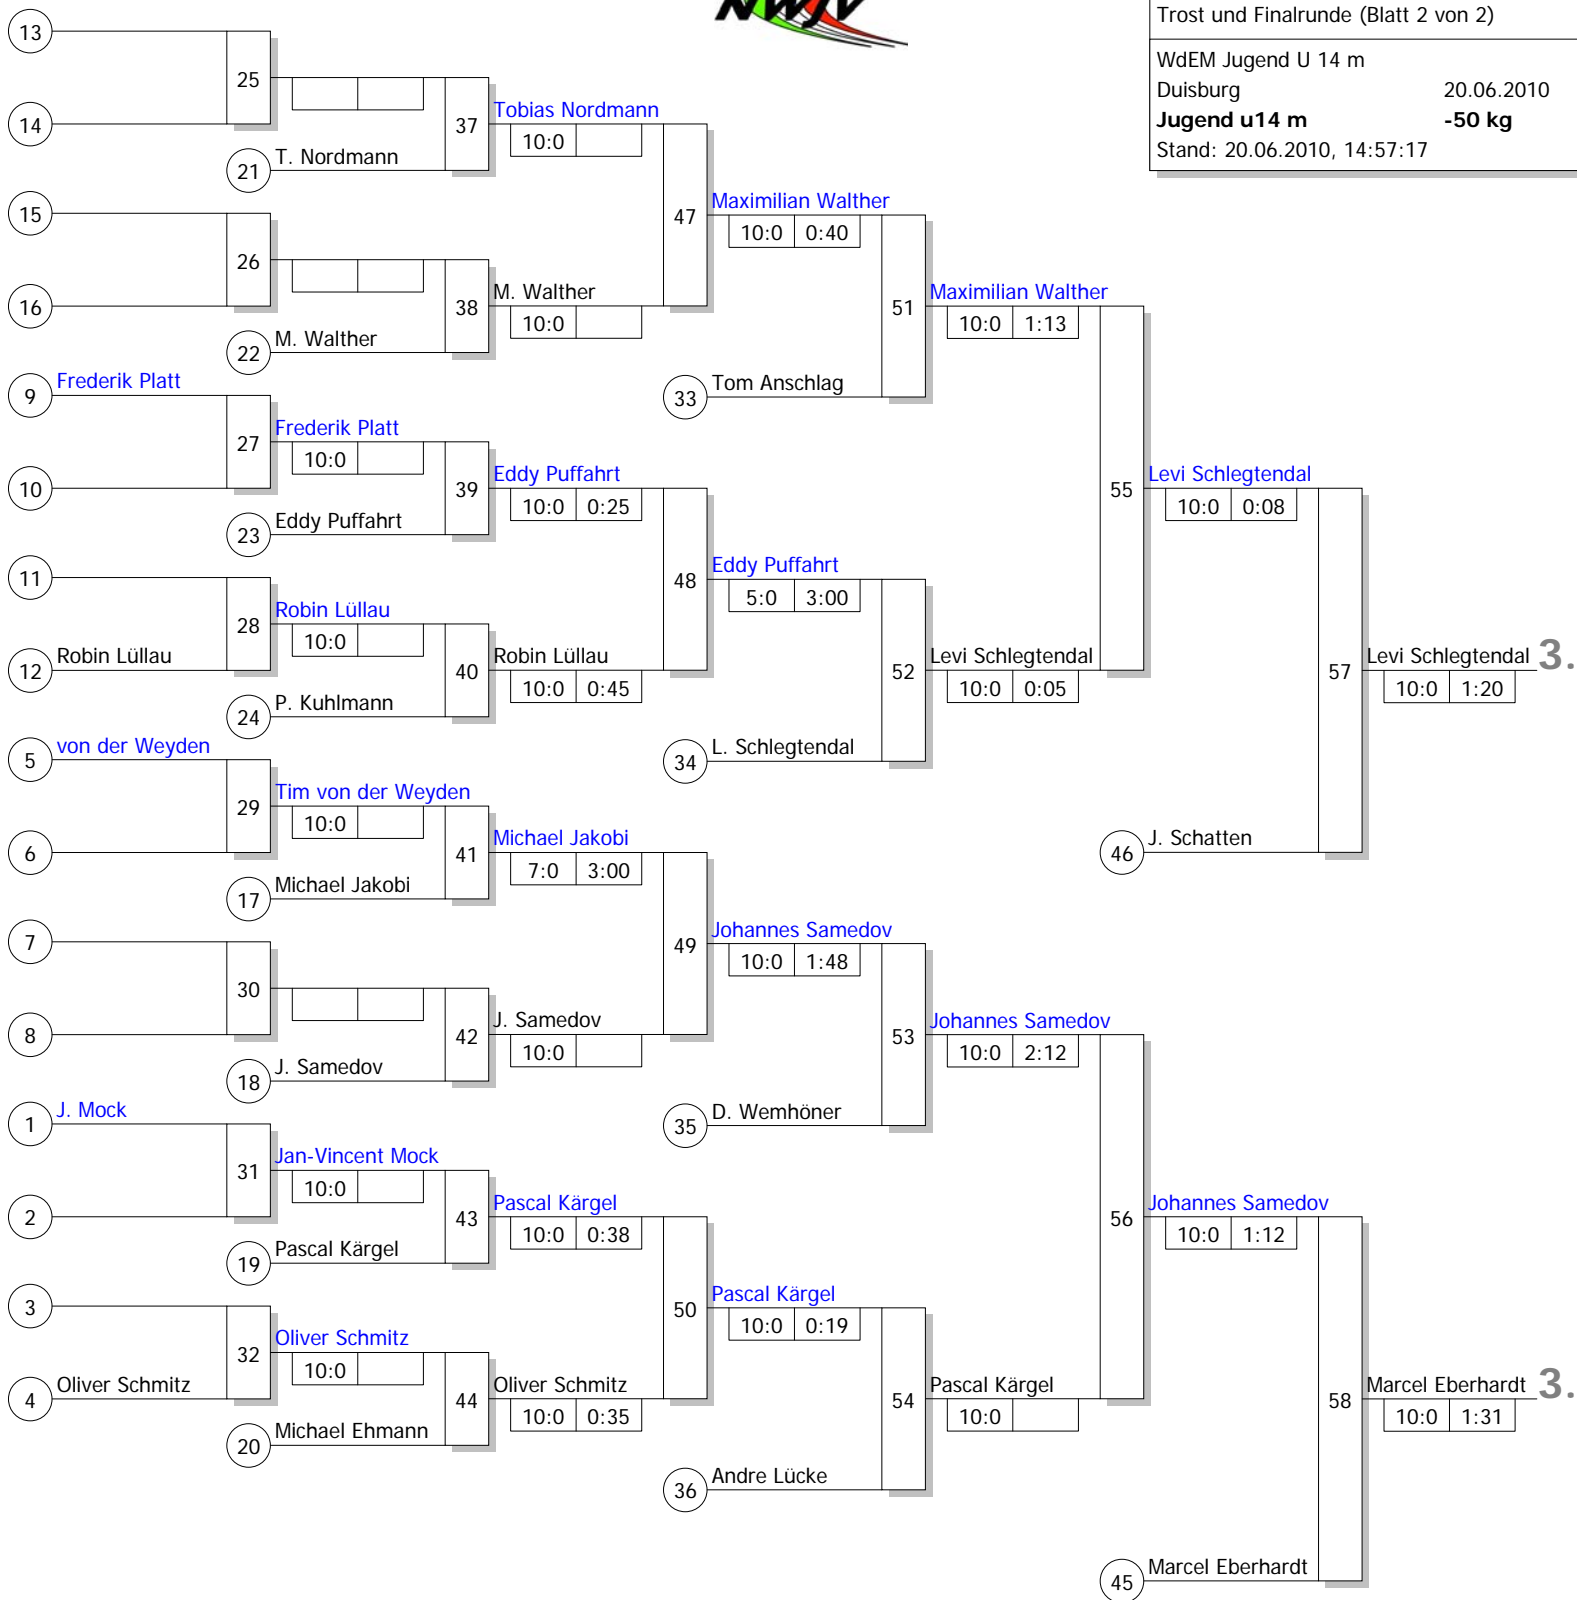 NWJV
Trost und Finalrunde (Blatt 2 von 2)
WdEM Jugend U 14 m
Duisburg 20.06.2010
Jugend u14 m -50 kg
Stand: 20.06.2010, 14:57:17
13
25
14
37
Tobias Nordmann
10:0
21 T. Nordmann
15
47
Maximilian Walther
10:0 0:40
26
16
38
M. Walther
10:0
22 M. Walther
51
Maximilian Walther
10:0 1:13
33 Tom Anschlag
9 Frederik Platt
27
Frederik Platt
10:0
10
39
Eddy Puffahrt
10:0 0:25
23 Eddy Puffahrt
55
Levi Schlegtendal
10:0 0:08
11
48
Eddy Puffahrt
5:0 3:00
28
Robin Lüllau
10:0
12 Robin Lüllau
40
Robin Lüllau
10:0 0:45
24 P. Kuhlmann
52
Levi Schlegtendal
10:0 0:05
34 L. Schlegtendal
57
Levi Schlegtendal 3.
10:0 1:20
5 von der Weyden
29
Tim von der Weyden
10:0
6
41
Michael Jakobi
7:0 3:00
17 Michael Jakobi
46 J. Schatten
7
49
Johannes Samedov
10:0 1:48
30
8
42
J. Samedov
10:0
18 J. Samedov
53
Johannes Samedov
10:0 2:12
35 D. Wemhöner
1 J. Mock
31
Jan-Vincent Mock
10:0
2
43
Pascal Kärgel
10:0 0:38
19 Pascal Kärgel
56
Johannes Samedov
10:0 1:12
3
50
Pascal Kärgel
10:0 0:19
32
Oliver Schmitz
10:0
4 Oliver Schmitz
44
Oliver Schmitz
10:0 0:35
20 Michael Ehmann
54
Pascal Kärgel
10:0
36 Andre Lücke
58
Marcel Eberhardt 3.
10:0 1:31
45 Marcel Eberhardt